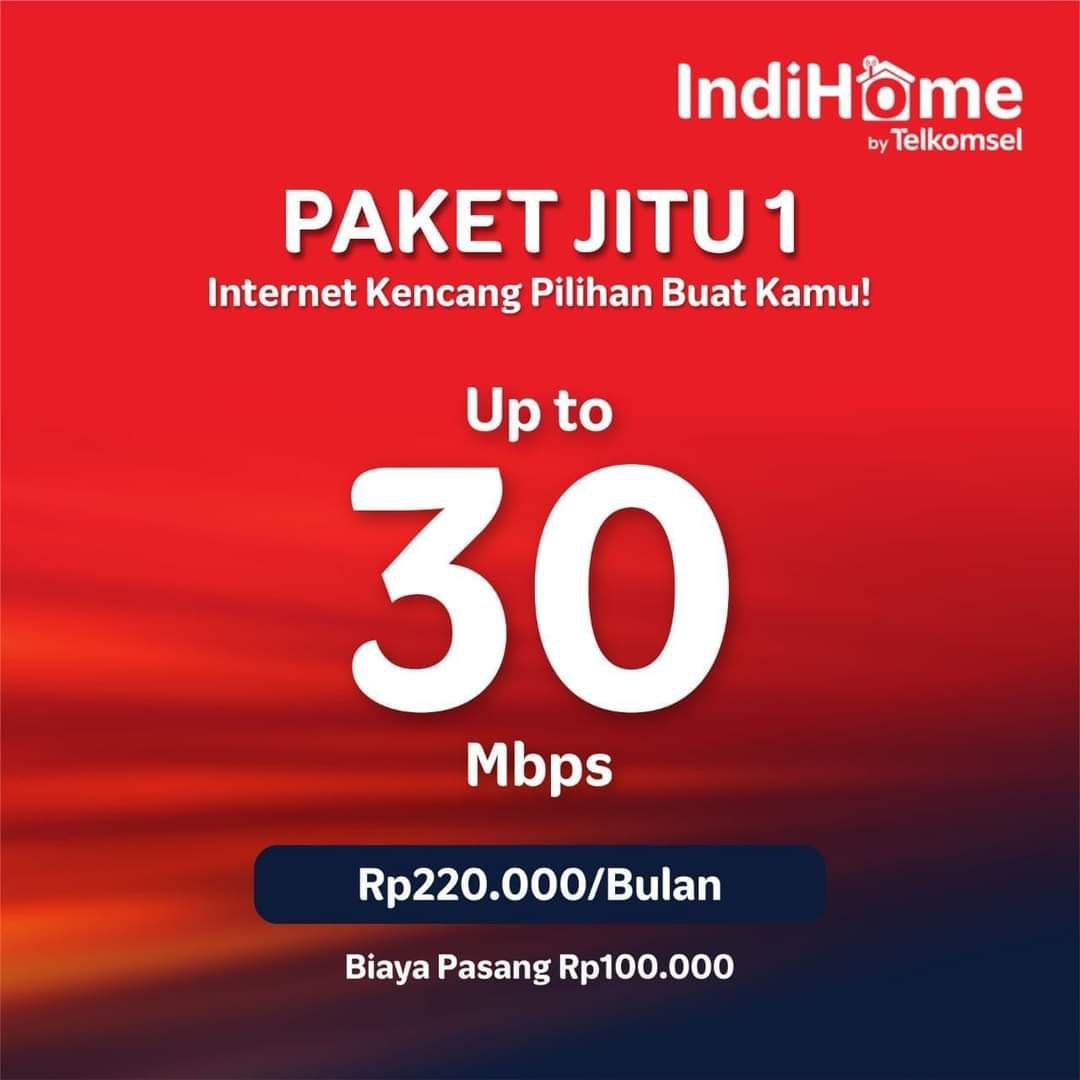 IndiHome
by Telkomsel
PAKET JITU 1
Internet Kencang Pilihan Buat Kamu!
Up to
30
Mbps
Rp220.000/Bulan
Biaya Pasang Rp100.000